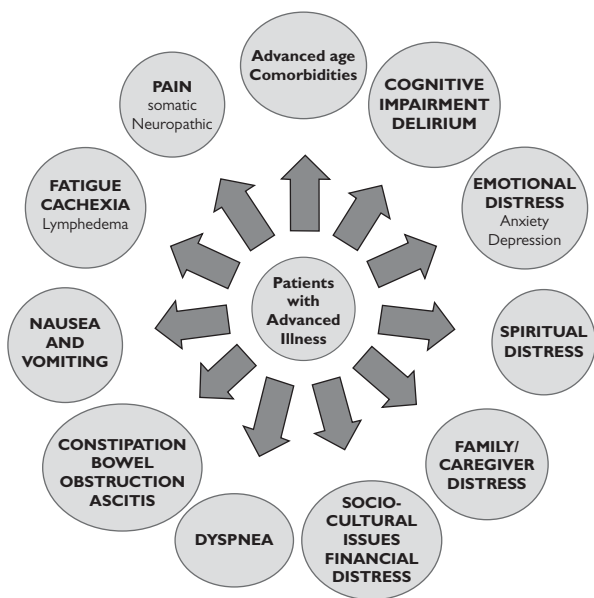 Advanced age
Comorbidities
COGNITIVE
IMPAIRMENT
DELIRIUM
EMOTIONAL
DISTRESS
Anxiety
Depression
SPIRITUAL
DISTRESS
FAMILY/
CAREGIVER
DISTRESS
SOCIO-
CULTURAL
ISSUES
FINANCIAL
DISTRESS
DYSPNEA
CONSTIPATION
BOWEL
OBSTRUCTION
ASCITIS
NAUSEA
AND
VOMITING
FATIGUE
CACHEXIA
Lymphedema
PAIN
somatic
Neuropathic
Patients
with
Advanced
Illness